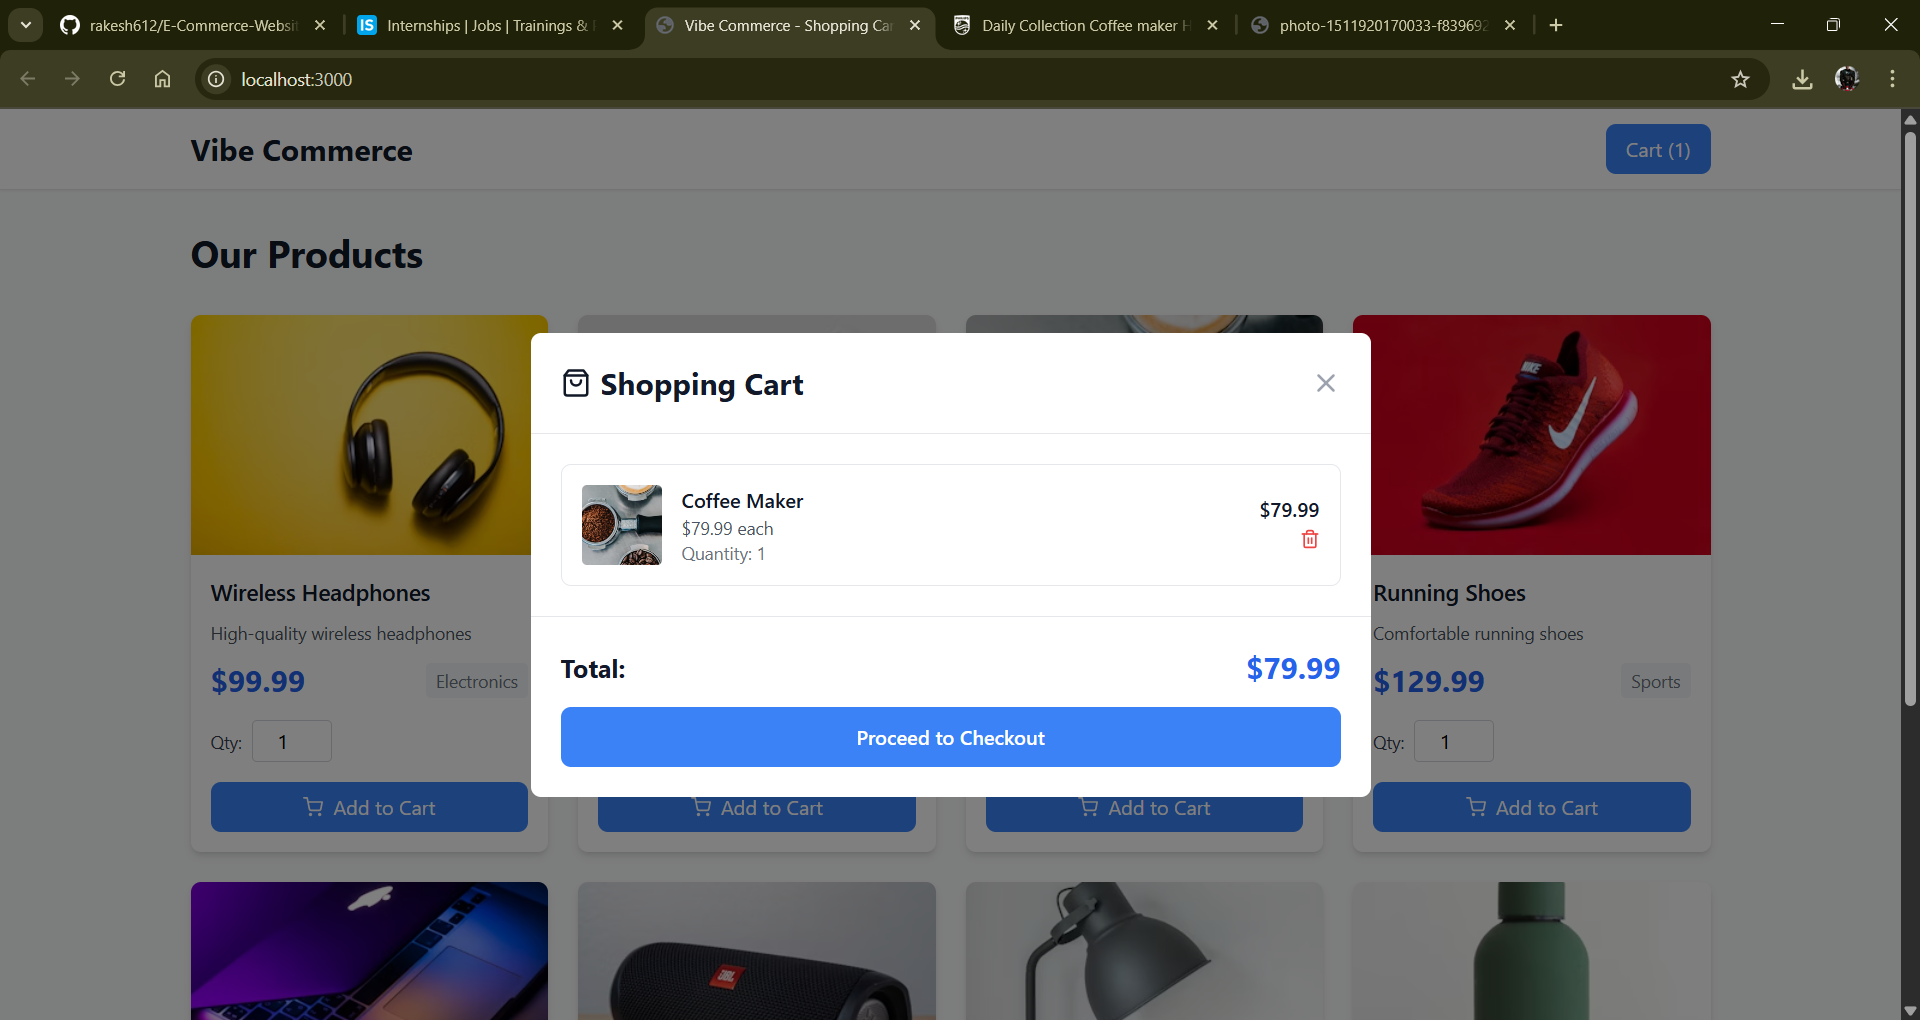 rakesh612/E-Commerce-Websit
Internships | Jobs | Trainings &
Vibe Commerce - Shopping Car
Daily Collection Coffee maker H
photo-1511920170033-f839692
localhost:3000
Vibe Commerce
Cart (1)
Our Products
Shopping Cart
Coffee Maker
$79.99 each
Quantity: 1
$79.99
Total:
$79.99
Proceed to Checkout
Wireless Headphones
High-quality wireless headphones
$99.99
Electronics
Qty:
1
Add to Cart
Add to Cart
Add to Cart
Running Shoes
Comfortable running shoes
$129.99
Sports
Qty:
1
Add to Cart
JBL
IS
NIKE